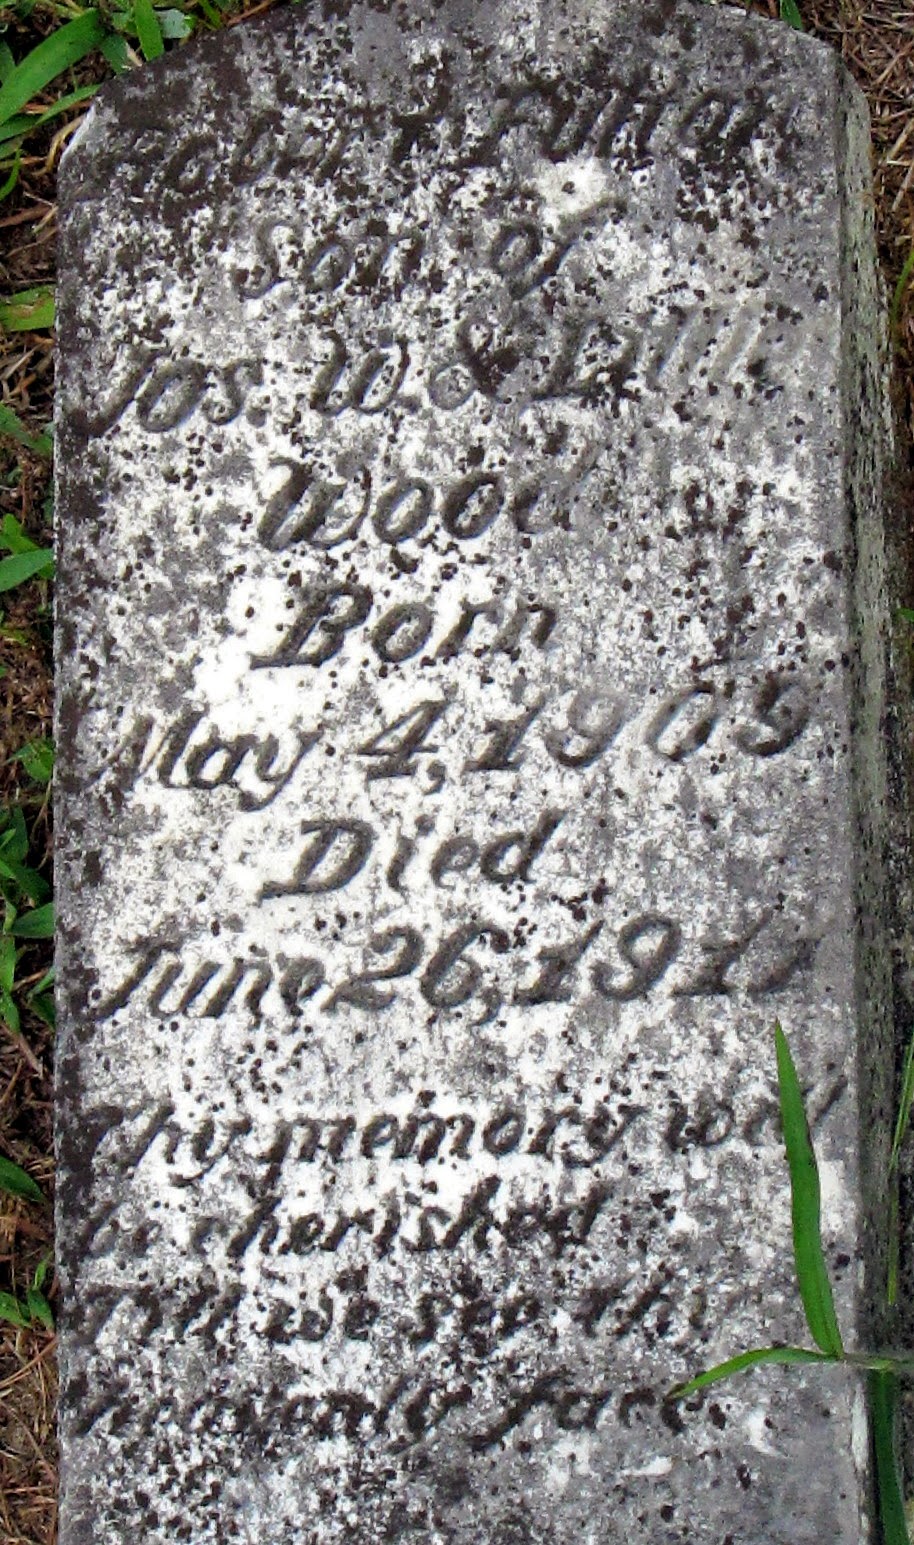 Son of
Jos. W. &
Wood
Born
May 4, 1909
Died
June 26, 191
Thy memory will
be cherished
Till we see thy
heavenly face